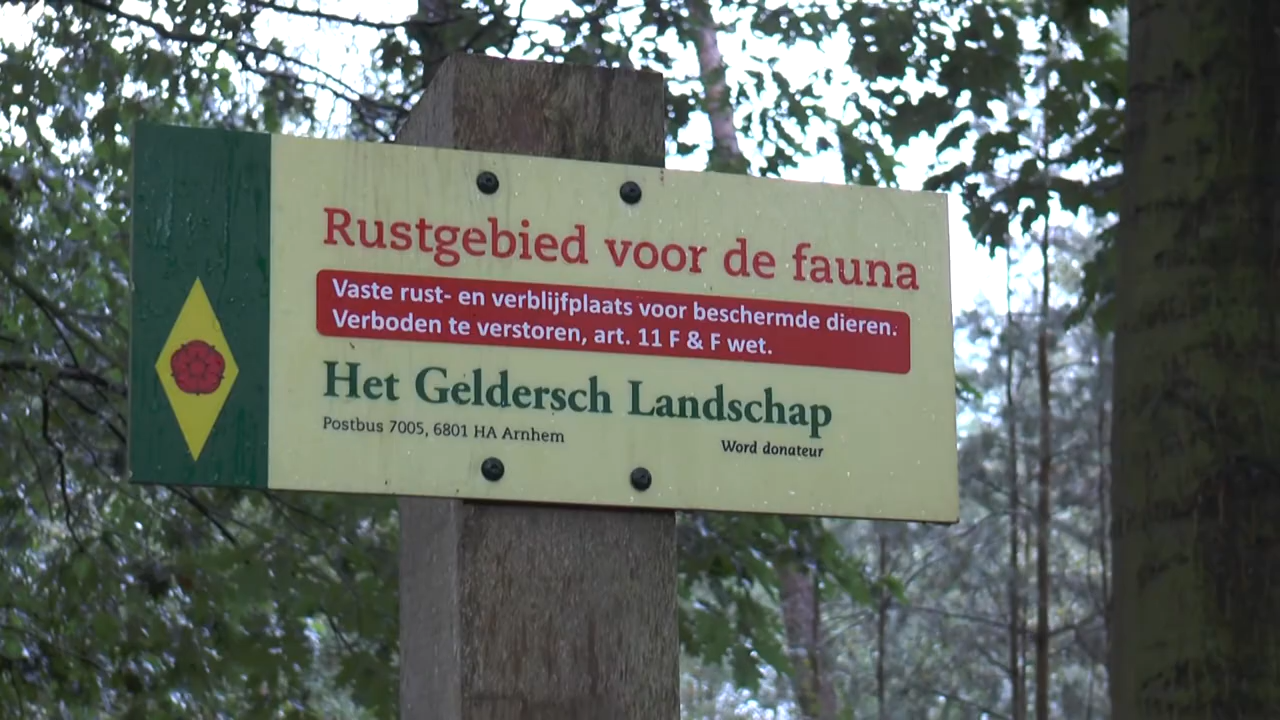 Rustgebied voor de fauna
Vaste rust- en verblijfplaats voor beschermde dieren.
Verboden te verstoren, art. 11 F & F wet.
Het Geldersch Landschap
Postbus 7005, 6801 HA Arnhem
Word donateur